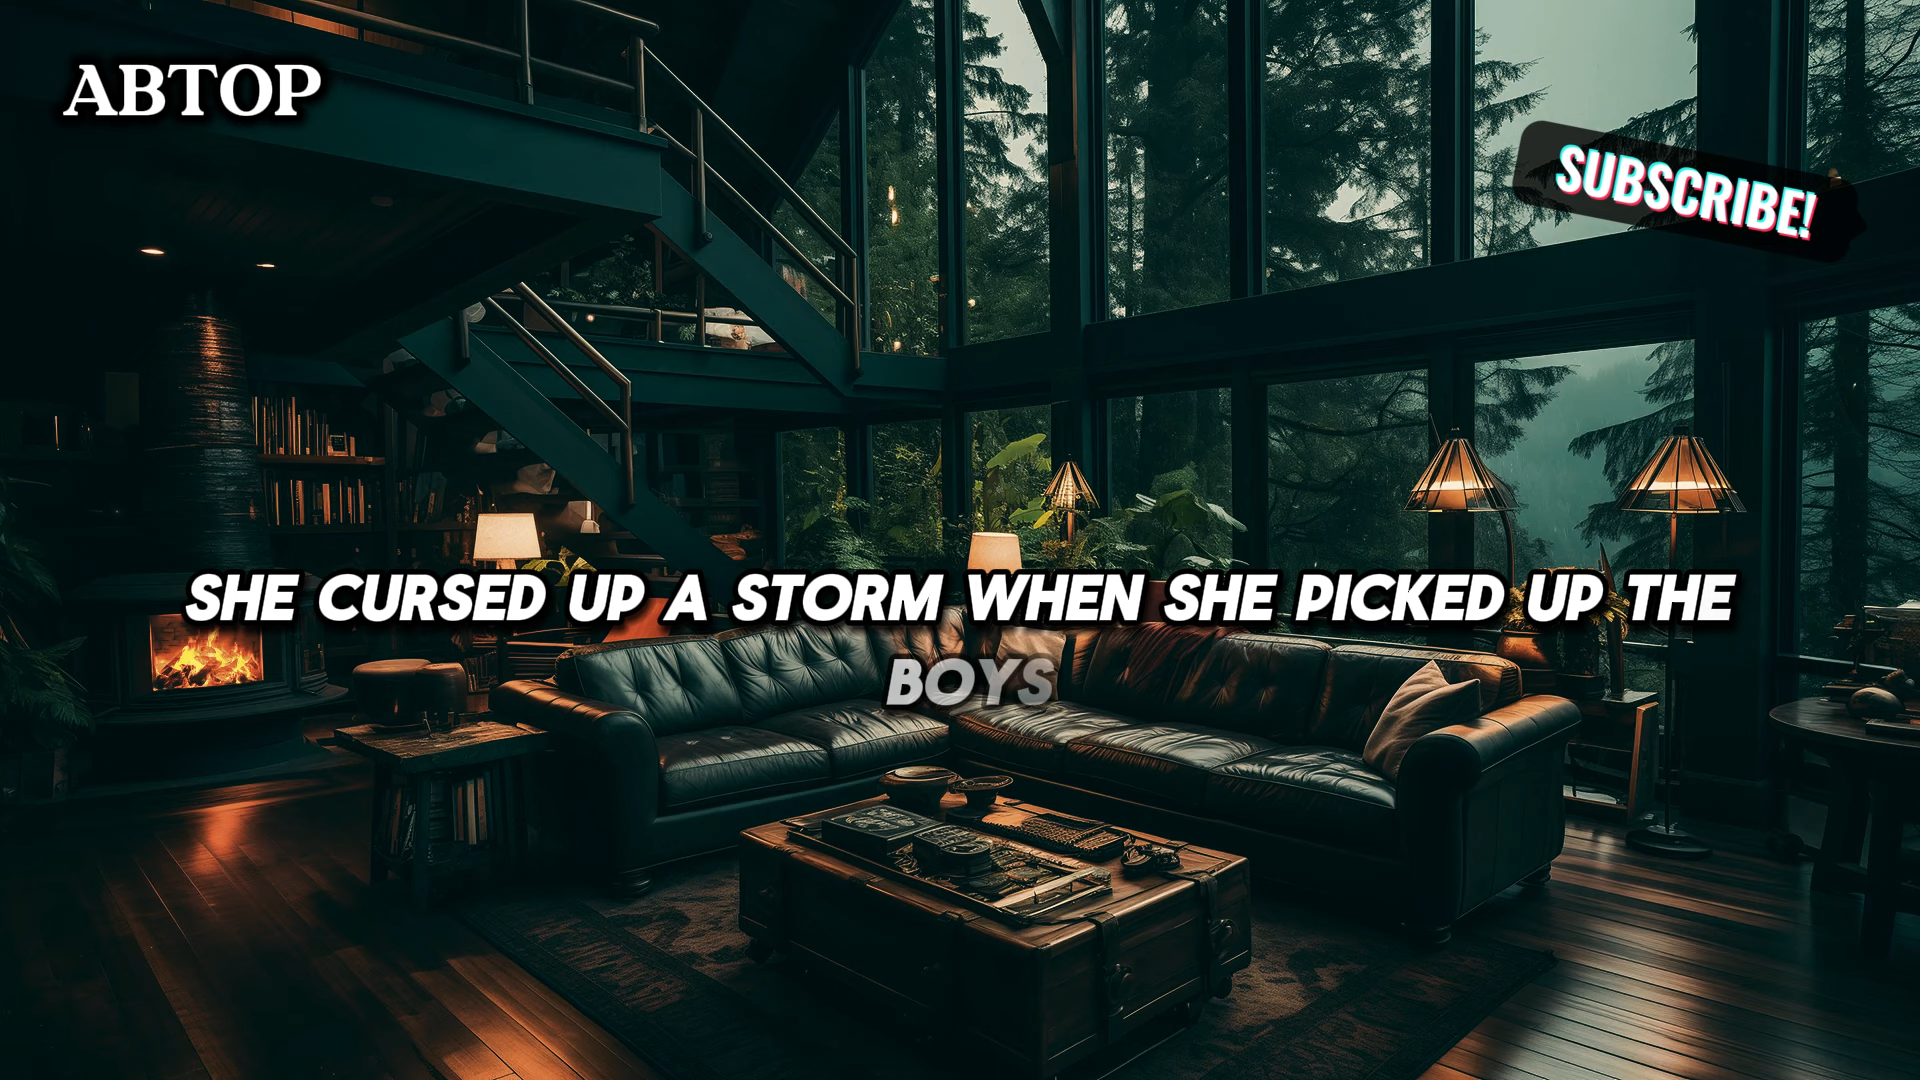 ABTOP
SUBSCRIBE!
SHE CURSED UP A STORM WHEN SHE PICKED UP THE
BOYS